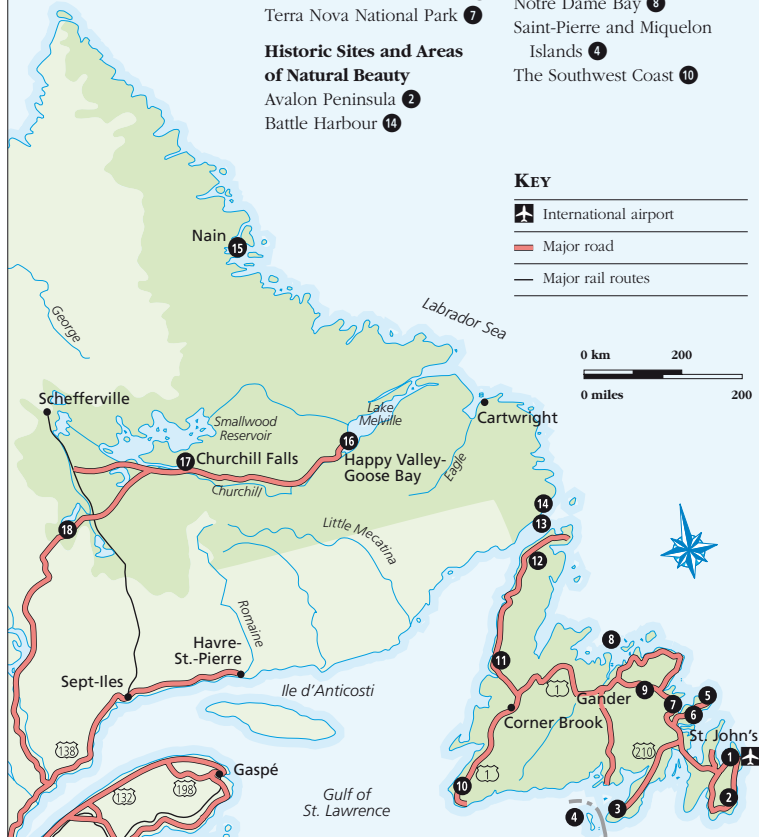 Terra Nova National Park 7
Historic Sites and Areas
of Natural Beauty
Avalon Peninsula 2
Battle Harbour 14
Notre Dame Bay 8
Saint-Pierre and Miquelon
Islands 4
The Southwest Coast 10
KEY
International airport
Major road
Major rail routes
0 km 200
0 miles 200
Nain
15
Labrador Sea
George
Schefferville
Smallwood
Reservoir
Lake
Melville
Cartwright
16
17
Churchill Falls
Happy Valley-
Goose Bay
Eagle
Churchill
14
13
18
Little Mecatina
12
Romaine
Havre-
St.-Pierre
8
11
Sept-Iles
Ile d'Anticosti
1
Gander
9
5
7
6
Corner Brook
St. John's
138
210
1
Gaspé
1
198
132
10
2
Gulf of
St. Lawrence
4
3